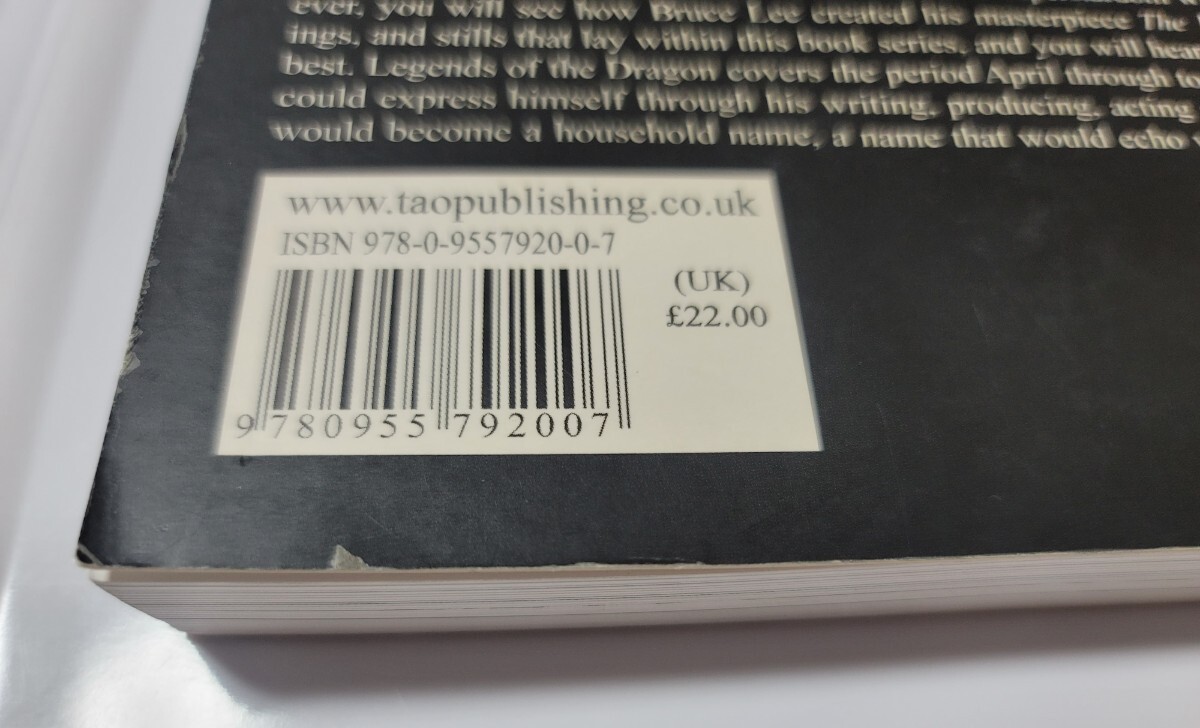 ever, you will see how Bruce Lee created his masterpiece The
ings, and stills that lay within this book series, and you will hear
best. Legends of the Dragon covers the period April through to
could express himself through his writing, producing, acting
would become a household name, a name that would echo
www.taopublishing.co.uk
ISBN 978-0-9557920-0-7
(UK)
£22.00
9 780955 792007